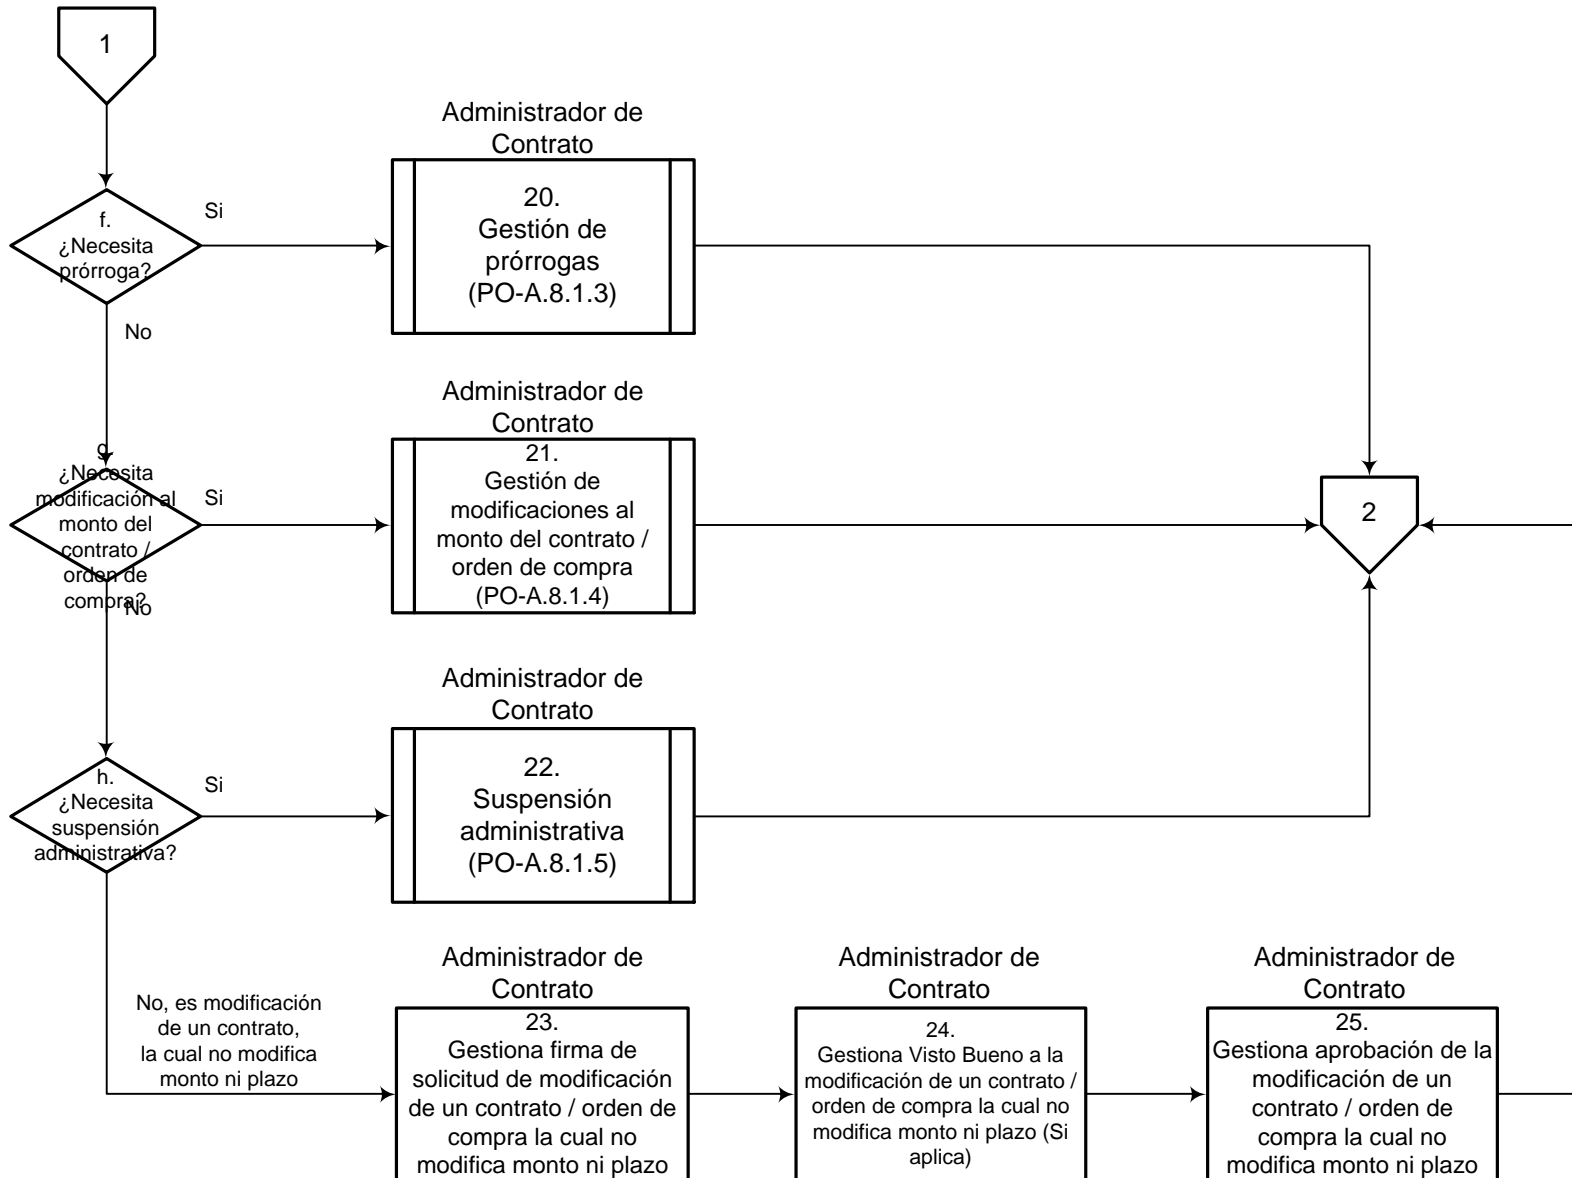 1
Administrador de
Contrato
f.
¿Necesita
prórroga?
Si
20.
Gestión de
prórrogas
(PO-A.8.1.3)
No
Administrador de
Contrato
g.
¿Necesita
modificación al
monto del
contrato /
orden de
compra?
Si
21.
Gestión de
modificaciones al
monto del contrato /
orden de compra
(PO-A.8.1.4)
2
No
Administrador de
Contrato
h.
¿Necesita
suspensión
administrativa?
Si
22.
Suspensión
administrativa
(PO-A.8.1.5)
No, es modificación
de un contrato,
la cual no modifica
monto ni plazo
Administrador de
Contrato
23.
Gestiona firma de
solicitud de modificación
de un contrato / orden de
compra la cual no
modifica monto ni plazo
Administrador de
Contrato
24.
Gestiona Visto Bueno a la
modificación de un contrato /
orden de compra la cual no
modifica monto ni plazo (Si
aplica)
Administrador de
Contrato
25.
Gestiona aprobación de la
modificación de un
contrato / orden de
compra la cual no
modifica monto ni plazo